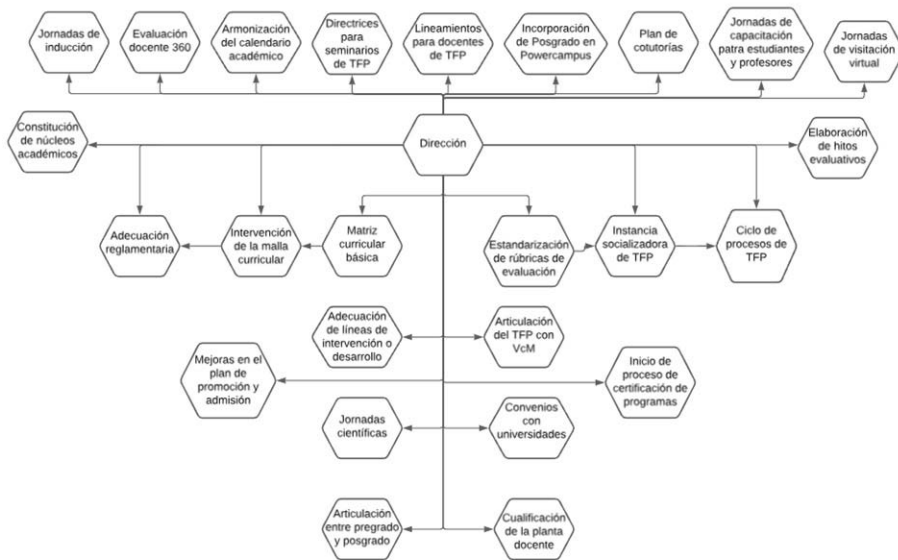 Jornadas de
inducción
Evaluación
docente 360
Armonización
del calendario
académico
Directrices
para
seminarios
de TFP
Lineamientos
para docentes
de TFP
Incorporación
de Posgrado en
Powercampus
Plan de
cotutorías
Jornadas de
capacitación
patra estudiantes
y profesores
Jornadas
de visitación
virtual
Constitución
de núcleos
académicos
Dirección
Elaboración
de hitos
evaluativos
Adecuación
reglamentaria
Intervención
de la malla
curricular
Matriz
curricular
básica
Estandarización
de rúbricas de
evaluación
Instancia
socializadora
de TFP
Ciclo de
procesos de
TFP
Adecuación
de líneas de
intervención o
desarrollo
Articulación
del TFP con
VcM
Mejoras en el
plan de
promoción y
admisión
Inicio de
proceso de
certificación de
programas
Jornadas
científicas
Convenios con
universidades
Articulación
entre pregrado
y posgrado
Cualificación
de la planta
docente